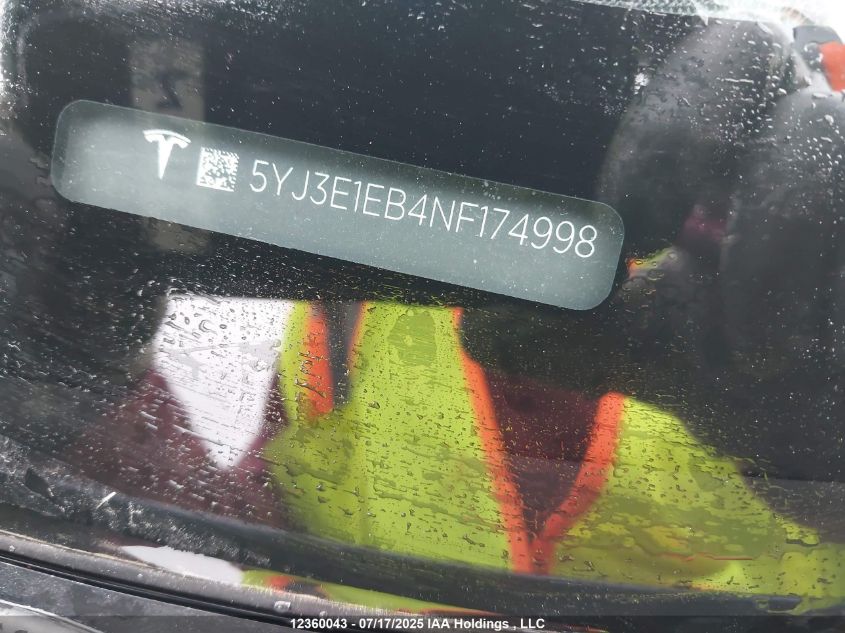 5YJ3E1EB4NF174998
12360043 - 07/17/2025 IAA Holdings , LLC